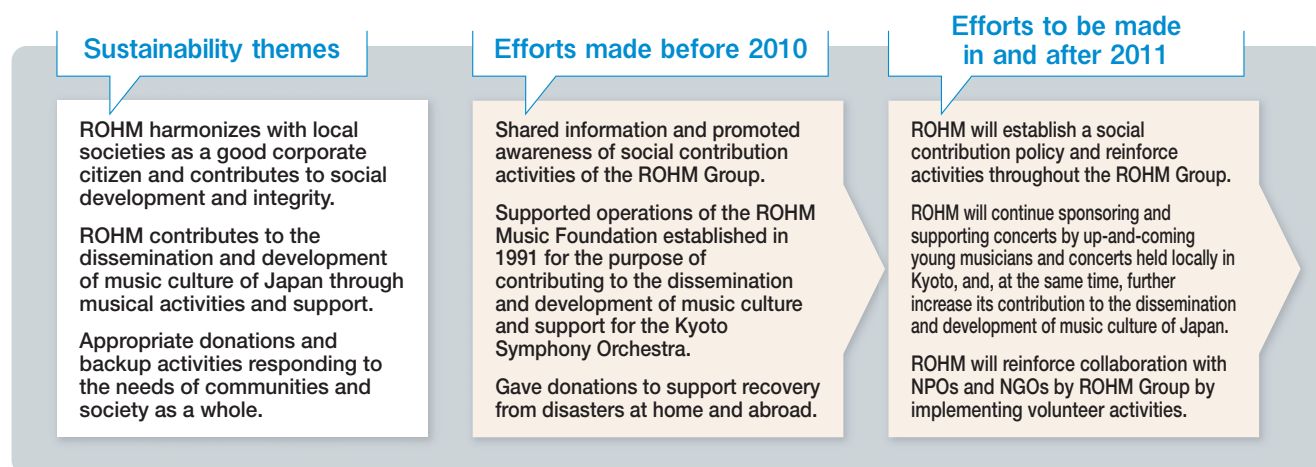 Sustainability themes
ROHM harmonizes with local
societies as a good corporate
citizen and contributes to social
development and integrity.
ROHM contributes to the
dissemination and development
of music culture of Japan through
musical activities and support.
Appropriate donations and
backup activities responding to
the needs of communities and
society as a whole.
Efforts made before 2010
Shared information and promoted
awareness of social contribution
activities of the ROHM Group.
Supported operations of the ROHM
Music Foundation established in
1991 for the purpose of
contributing to the dissemination
and development of music culture
and support for the Kyoto
Symphony Orchestra.
Gave donations to support recovery
from disasters at home and abroad.
Efforts to be made
in and after 2011
ROHM will establish a social
contribution policy and reinforce
activities throughout the ROHM Group.
ROHM will continue sponsoring and
supporting concerts by up-and-coming
young musicians and concerts held locally in
Kyoto, and, at the same time, further
increase its contribution to the dissemination
and development of music culture of Japan.
ROHM will reinforce collaboration with
NPOs and NGOs by ROHM Group by
implementing volunteer activities.